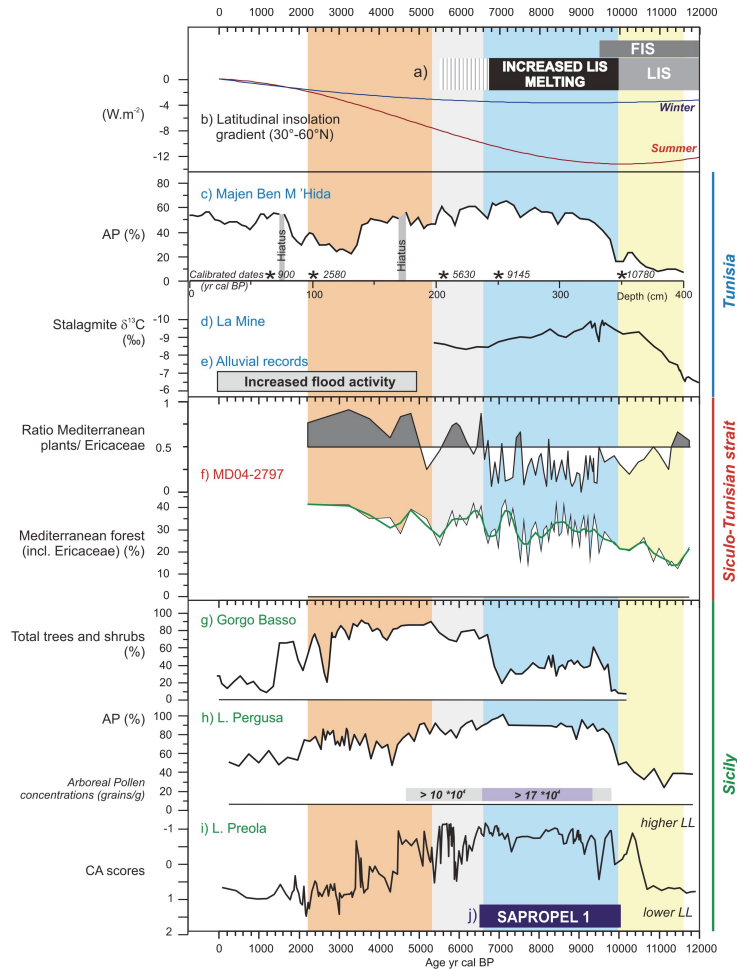 0 1000 2000 3000 4000 5000 6000 7000 8000 9000 10000 11000 12000
FIS
a)
INCREASED LIS
MELTING
LIS
0
-4
-8
-12
(W.m-2)
b) Latitudinal insolation
gradient (30°-60°N)
Winter
Summer
80
60
40
20
0
AP (%)
c) Majen Ben M 'Hida
Hiatus
Hiatus
Calibrated dates
(yr cal BP)
* 900
* 2580
* 5630
* 9145
*10780
0 100 200 300 400
Depth (cm)
Stalagmite δ13C
(‰)
-10
-9
-8
-7
-6
d) La Mine
e) Alluvial records
Increased flood activity
Tunisia
Ratio Mediterranean
plants/ Ericaceae
1
0.5
0
f) MD04-2797
Mediterranean forest
(incl. Ericaceae) (%)
40
30
20
10
0
Siculo-Tunisian strait
Total trees and shrubs
(%)
100
80
60
40
20
0
g) Gorgo Basso
AP (%)
100
80
60
40
20
h) L. Pergusa
Arboreal Pollen
concentrations (grains/g)
> 10 *10⁴
> 17 *10⁴
i) L. Preola
higher LL
-1
0
1
2
CA scores
lower LL
j)
SAPROPEL 1
Sicily
0 1000 2000 3000 4000 5000 6000 7000 8000 9000 10000 11000 12000
Age yr cal BP